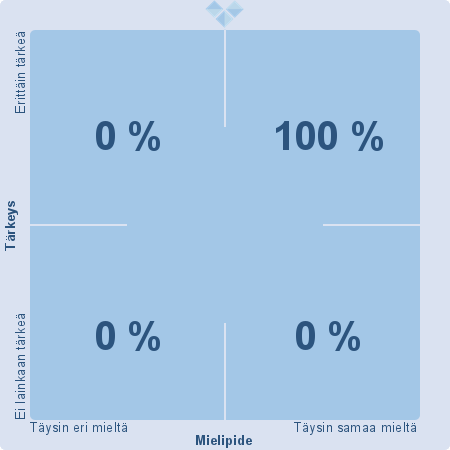 Erittäin tärkeä
0 %
100 %
Tärkeys
Ei lainkaan tärkeä
0 %
0 %
Täysin eri mieltä
Täysin samaa mieltä
Mielipide